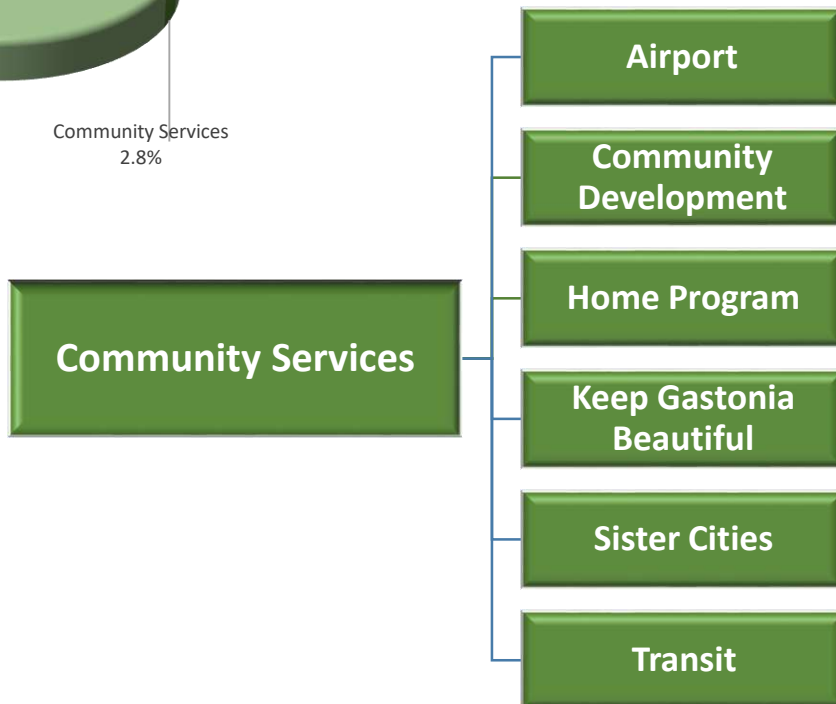 Community Services
2.8%
Community Services
Airport
Community
Development
Home Program
Keep Gastonia
Beautiful
Sister Cities
Transit